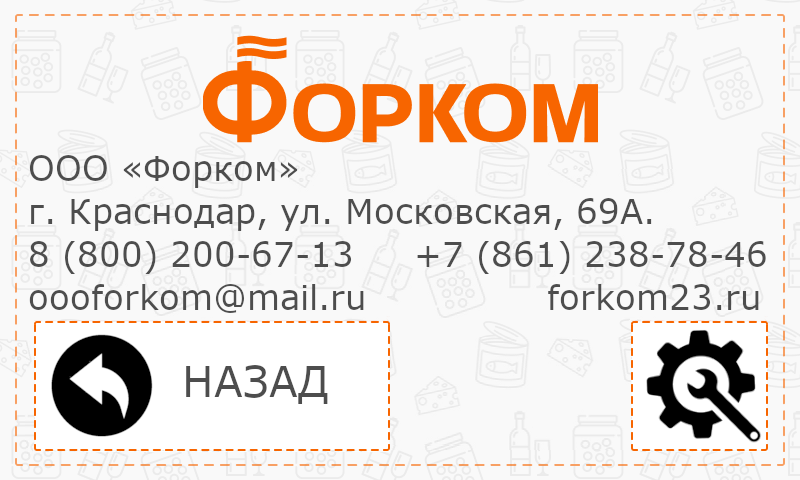 Форком
ООО «Форком»
г. Краснодар, ул. Московская, 69А.
8 (800) 200-67-13 +7 (861) 238-78-46
oooforkom@mail.ru forkom23.ru
НАЗАД